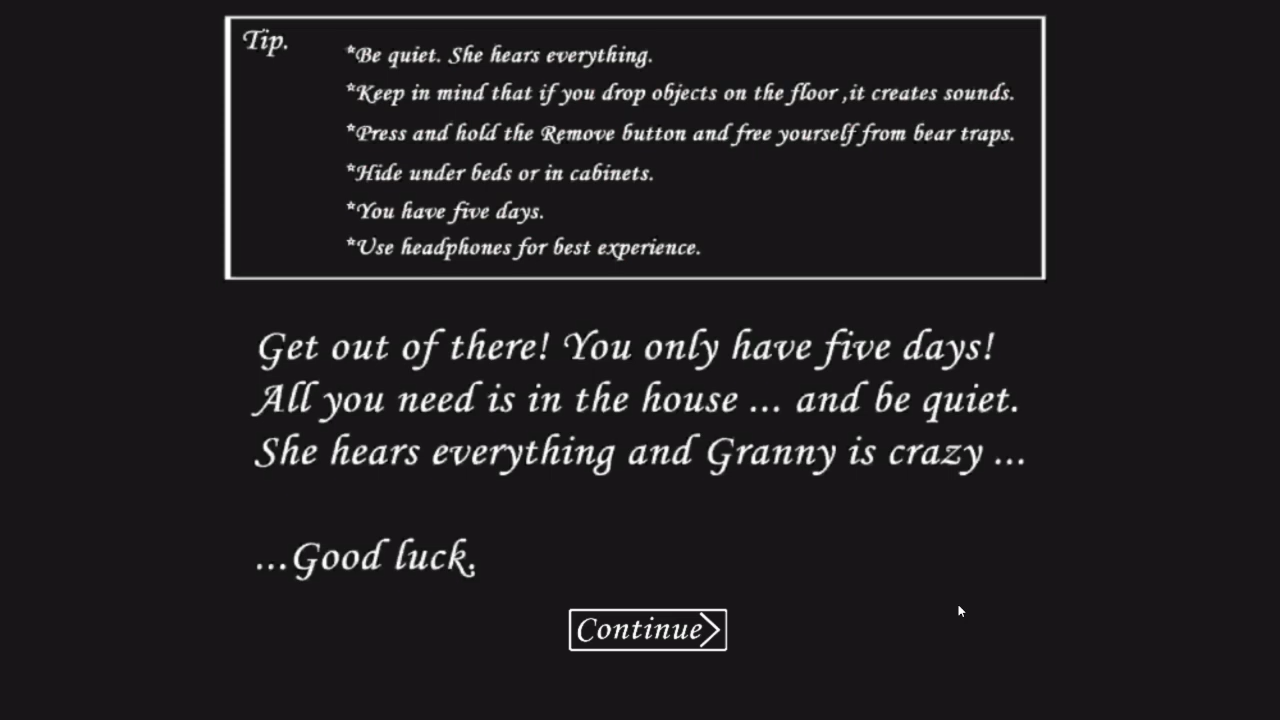 Tip.
*Be quiet. She hears everything.
*Keep in mind that if you drop objects on the floor ,it creates sounds.
*Press and hold the Remove button and free yourself from bear traps.
*Hide under beds or in cabinets.
*You have five days.
*Use headphones for best experience.
Get out of there! You only have five days!
All you need is in the house ... and be quiet.
She hears everything and Granny is crazy ...
...Good luck.
Continue